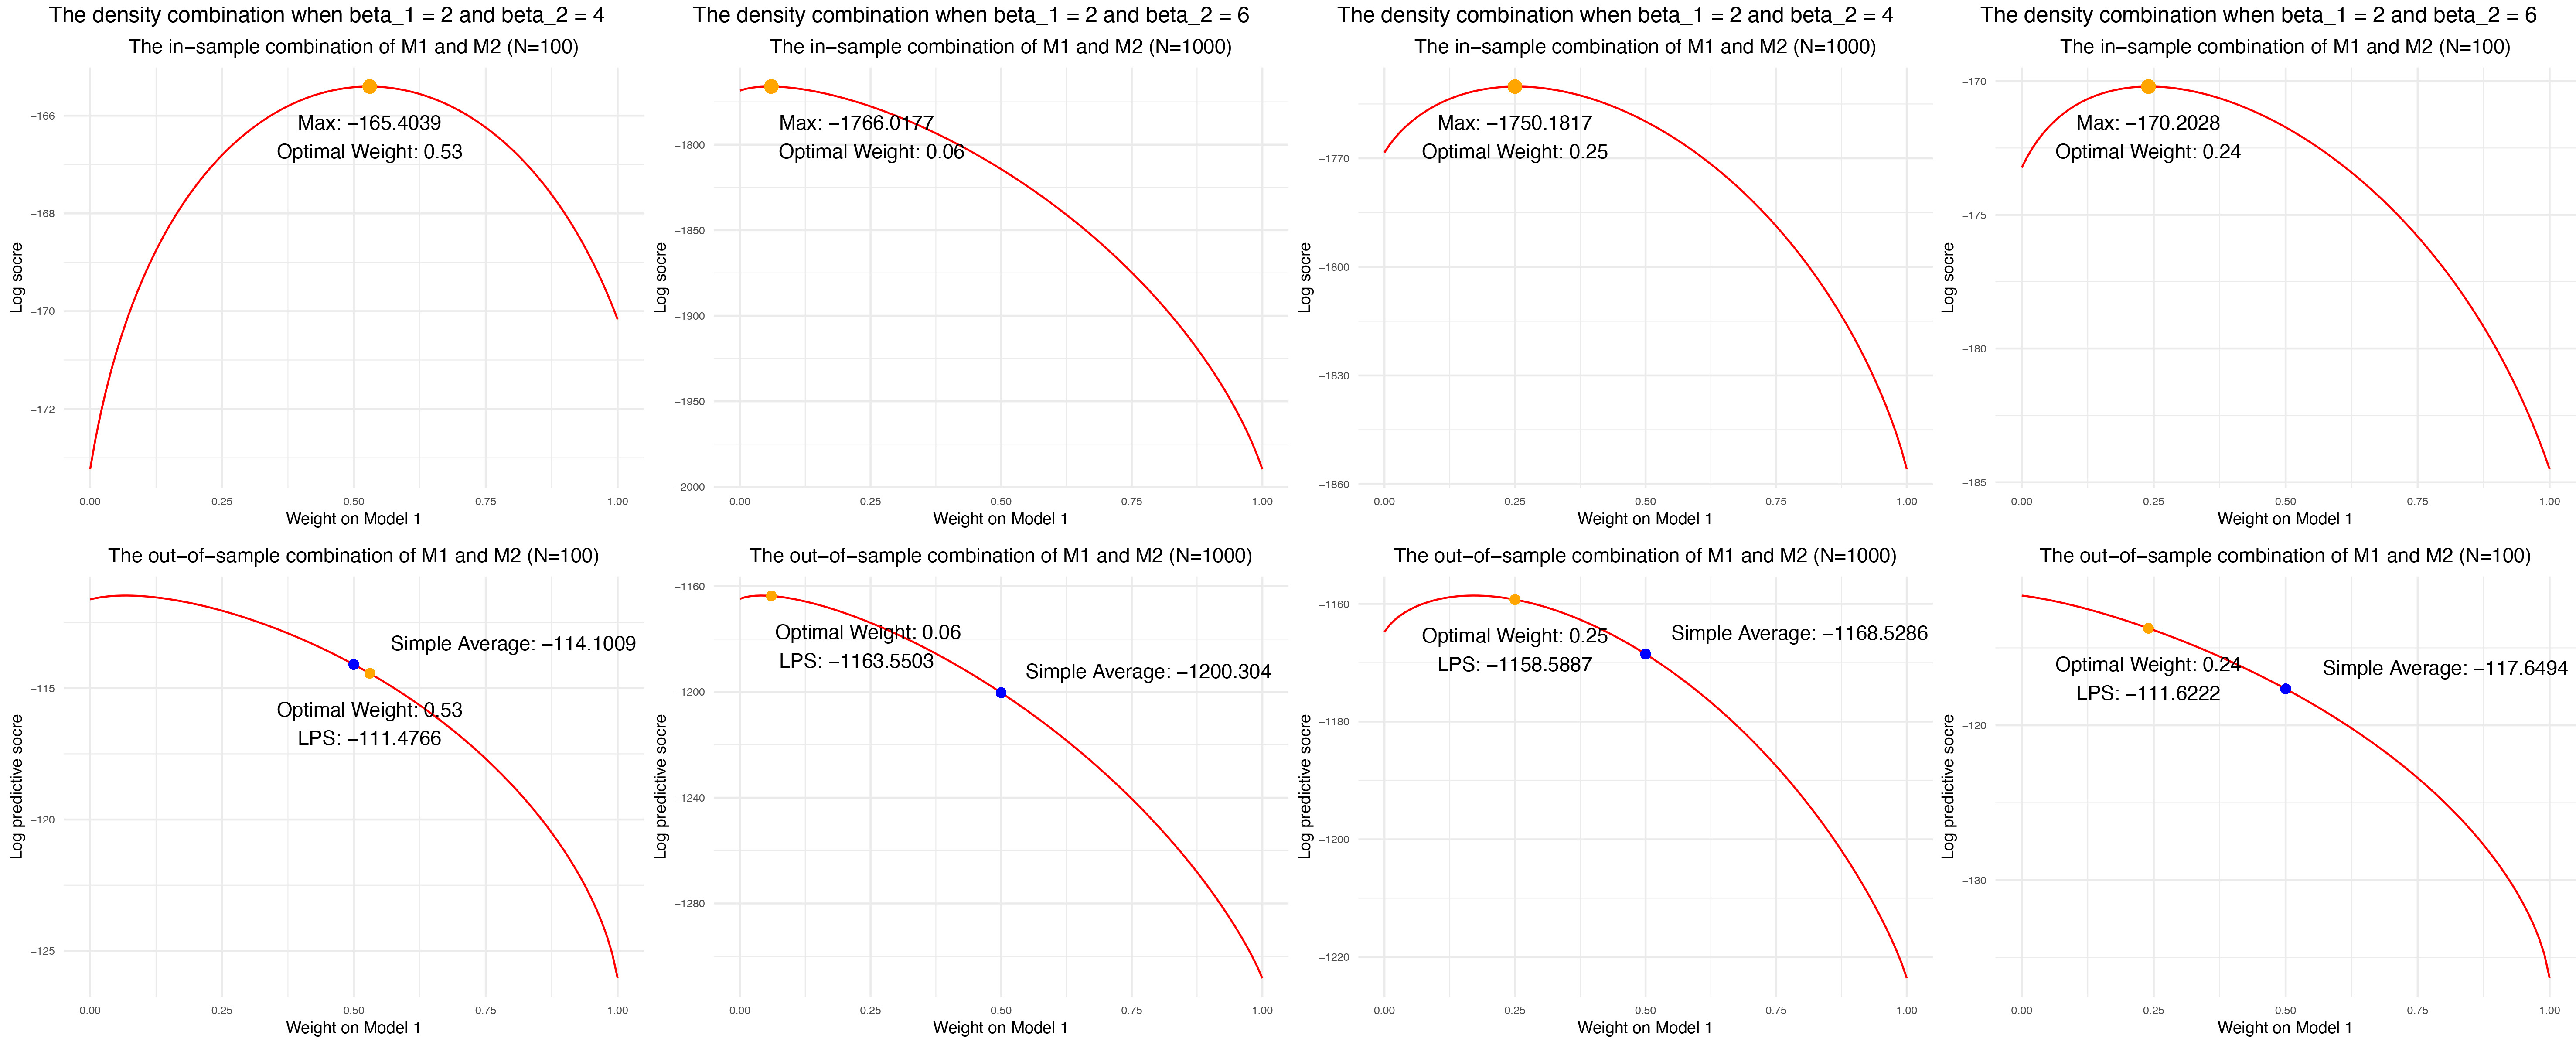 The density combination when beta_1 = 2 and beta_2 = 4
The in−sample combination of M1 and M2 (N=100)
Log socre
−166
−168
−170
−172
Max: −165.4039
Optimal Weight: 0.53
0.00 0.25 0.50 0.75 1.00
Weight on Model 1
The density combination when beta_1 = 2 and beta_2 = 6
The in−sample combination of M1 and M2 (N=1000)
Log socre
−1800
−1850
−1900
−1950
−2000
Max: −1766.0177
Optimal Weight: 0.06
0.00 0.25 0.50 0.75 1.00
Weight on Model 1
The density combination when beta_1 = 2 and beta_2 = 4
The in−sample combination of M1 and M2 (N=1000)
Log socre
−1770
−1800
−1830
−1860
Max: −1750.1817
Optimal Weight: 0.25
0.00 0.25 0.50 0.75 1.00
Weight on Model 1
The density combination when beta_1 = 2 and beta_2 = 6
The in−sample combination of M1 and M2 (N=100)
Log socre
−170
−175
−180
−185
Max: −170.2028
Optimal Weight: 0.24
0.00 0.25 0.50 0.75 1.00
Weight on Model 1
The out−of−sample combination of M1 and M2 (N=100)
Log predictive socre
−115
−120
−125
Simple Average: −114.1009
Optimal Weight: 0.53
LPS: −111.4766
0.00 0.25 0.50 0.75 1.00
Weight on Model 1
The out−of−sample combination of M1 and M2 (N=1000)
Log predictive socre
−1160
−1200
−1240
−1280
Optimal Weight: 0.06
LPS: −1163.5503
Simple Average: −1200.304
0.00 0.25 0.50 0.75 1.00
Weight on Model 1
The out−of−sample combination of M1 and M2 (N=1000)
Log predictive socre
−1160
−1180
−1200
−1220
Optimal Weight: 0.25
LPS: −1158.5887
Simple Average: −1168.5286
0.00 0.25 0.50 0.75 1.00
Weight on Model 1
The out−of−sample combination of M1 and M2 (N=100)
Log predictive socre
−120
−130
Optimal Weight: 0.24
LPS: −111.6222
Simple Average: −117.6494
0.00 0.25 0.50 0.75 1.00
Weight on Model 1